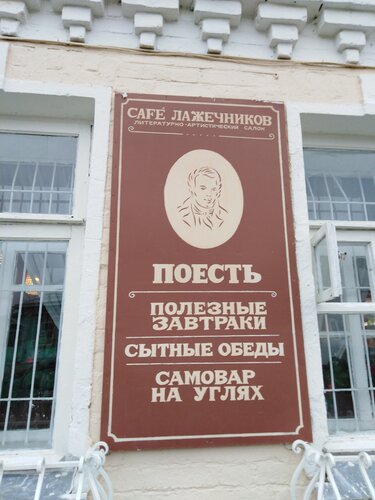 CAFÉ ЛАЖЕЧНИКОВ
ЛИТЕРАТУРНО-АРТИСТИЧЕСКИЙ САЛОН
ПОЕСТЬ
ПОЛЕЗНЫЕ
ЗАВТРАКИ
СЫТНЫЕ ОБЕДЫ
САМОВАР
НА УГЛЯХ